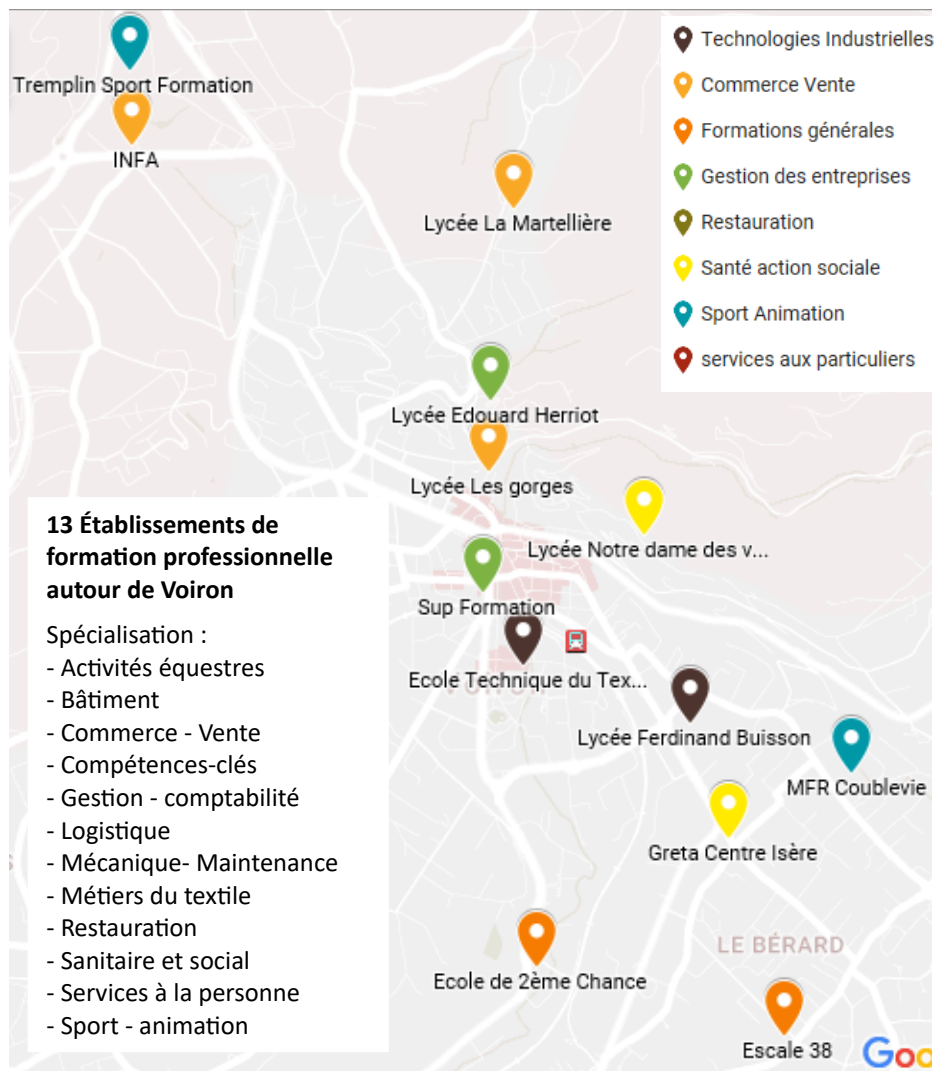 Technologies Industrielles
Commerce Vente
Formations générales
Gestion des entreprises
Restauration
Santé action sociale
Sport Animation
services aux particuliers
Tremplin Sport Formation
INFA
Lycée La Martellière
Lycée Edouard Herriot
Lycée Les gorges
Lycée Notre dame des v...
Sup Formation
Ecole Technique du Tex...
Lycée Ferdinand Buisson
MFR Coublevie
Greta Centre Isère
LE BÉRARD
Ecole de 2ème Chance
Escale 38
Goo
13 Établissements de
formation professionnelle
autour de Voiron
Spécialisation :
- Activités équestres
- Bâtiment
- Commerce - Vente
- Compétences-clés
- Gestion - comptabilité
- Logistique
- Mécanique- Maintenance
- Métiers du textile
- Restauration
- Sanitaire et social
- Services à la personne
- Sport - animation